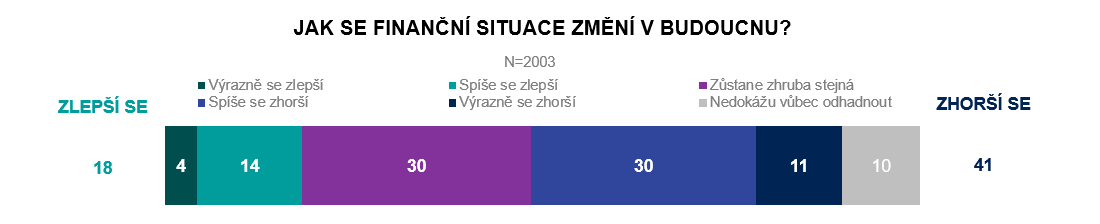 JAK SE FINANČNÍ SITUACE ZMĚNÍ V BUDOUCNU?
N=2003
Výrazně se zlepší Spíše se zlepší Zůstane zhruba stejná
Spíše se zhorší Výrazně se zhorší Nedokážu vůbec odhadnout
ZLEPŠÍ SE ZHORŠÍ SE
18 4 14 30 30 11 10 41